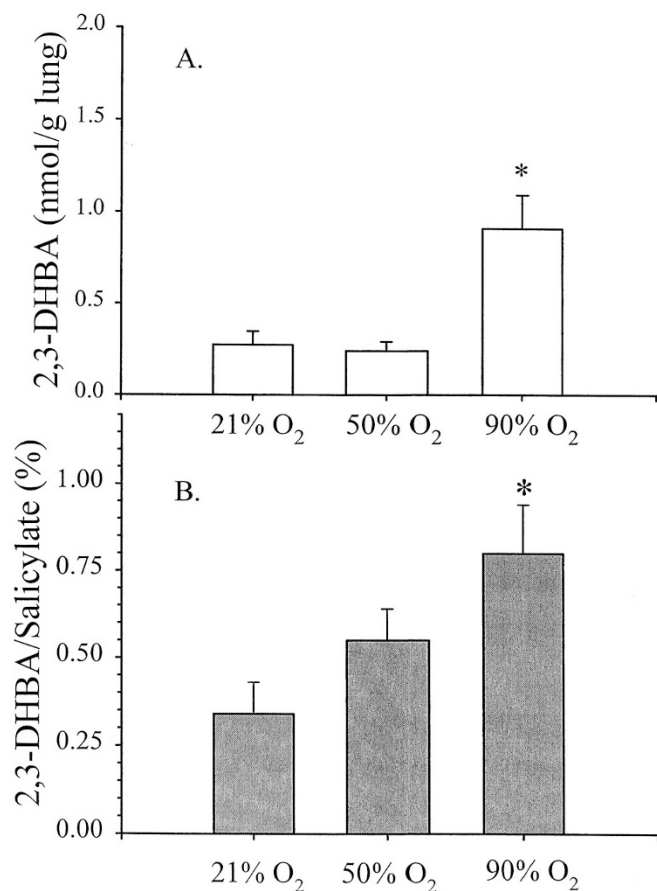 2,3-DHBA (nmol/g lung)
2.0
1.5
1.0
0.5
0.0
A.
*
21% O₂ 50% O₂ 90% O₂
2,3-DHBA/Salicylate (%)
1.00
0.75
0.50
0.25
0.00
B.
*
21% O₂ 50% O₂ 90% O₂